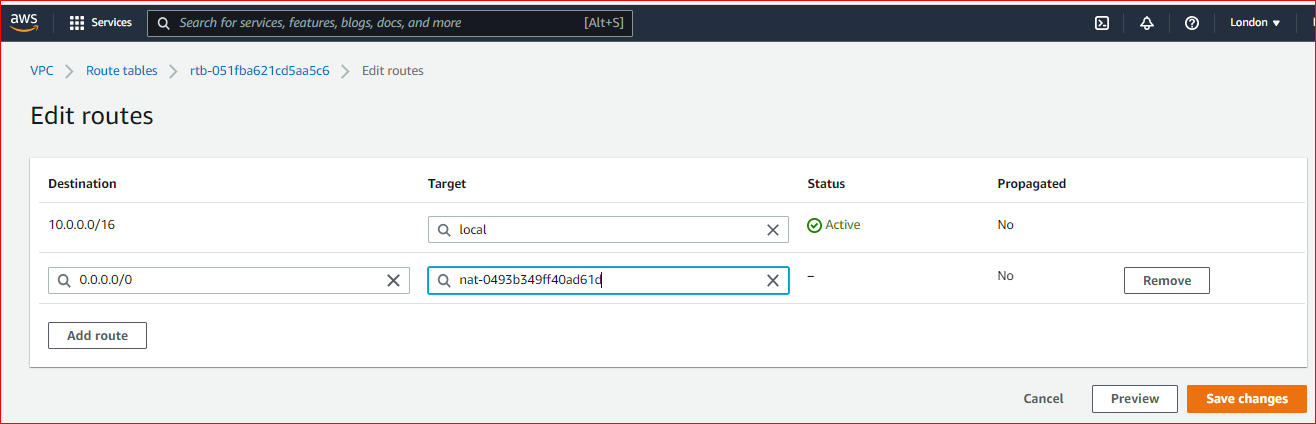 aws Services Search for services, features, blogs, docs, and more [Alt+S] London
VPC Route tables rtb-051fba621cd5aa5c6 Edit routes
Edit routes
Destination Target Status Propagated
10.0.0.0/16 local Active No
0.0.0.0/0 nat-0493b349ff40ad61d – No Remove
Add route
Cancel Preview Save changes